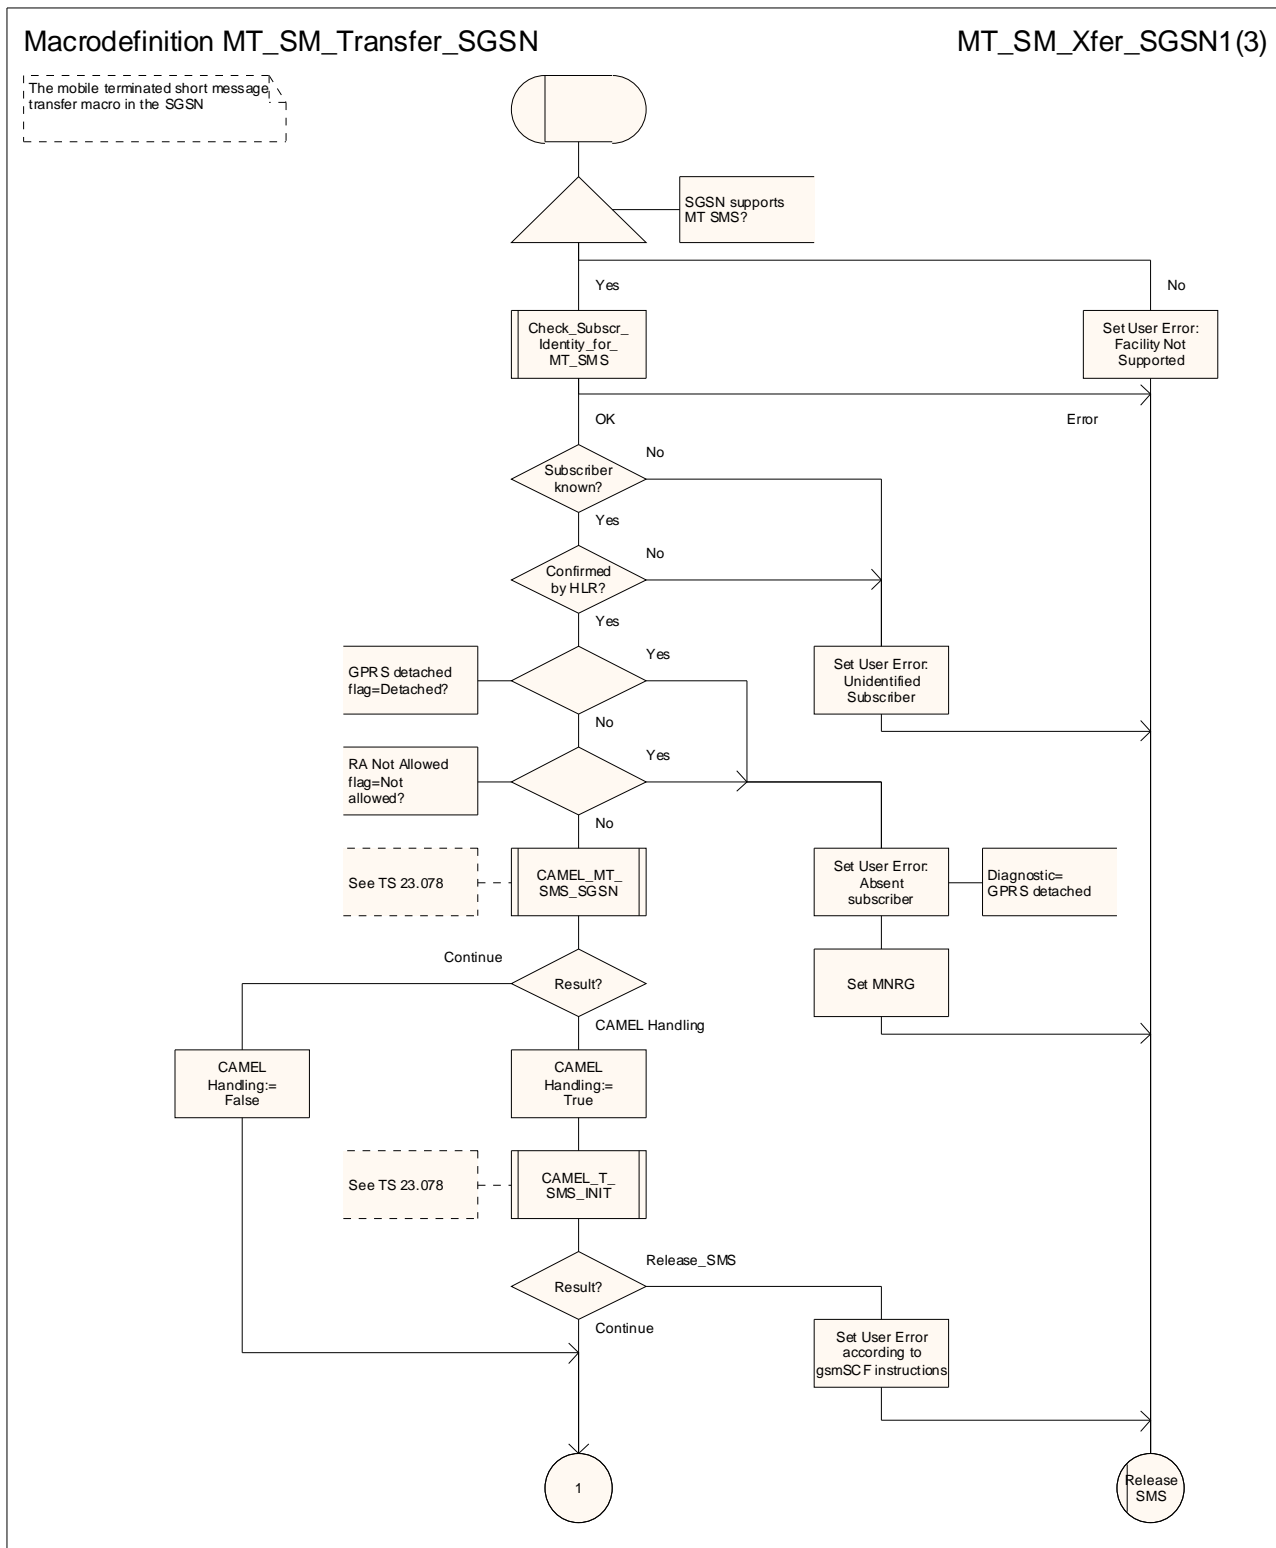 Macrodefinition MT_SM_Transfer_SGSN
MT_SM_Xfer_SGSN1(3)
The mobile terminated short message
transfer macro in the SGSN
SGSN supports
MT SMS?
Yes
No
Check_Subscr_
Identity_for_
MT_SMS
Set User Error:
Facility Not
Supported
OK
Error
Subscriber
known?
No
Yes
Confirmed
by HLR?
No
Yes
GPRS detached
flag=Detached?
Yes
Set User Error:
Unidentified
Subscriber
No
RA Not Allowed
flag=Not
allowed?
Yes
No
See TS 23.078
CAMEL_MT_
SMS_SGSN
Set User Error:
Absent
subscriber
Diagnostic=
GPRS detached
Continue
Result?
Set MNRG
CAMEL Handling
CAMEL
Handling:=
False
CAMEL
Handling:=
True
See TS 23.078
CAMEL_T_
SMS_INIT
Release_SMS
Result?
Continue
Set User Error
according to
gsmSCF instructions
1
Release
SMS